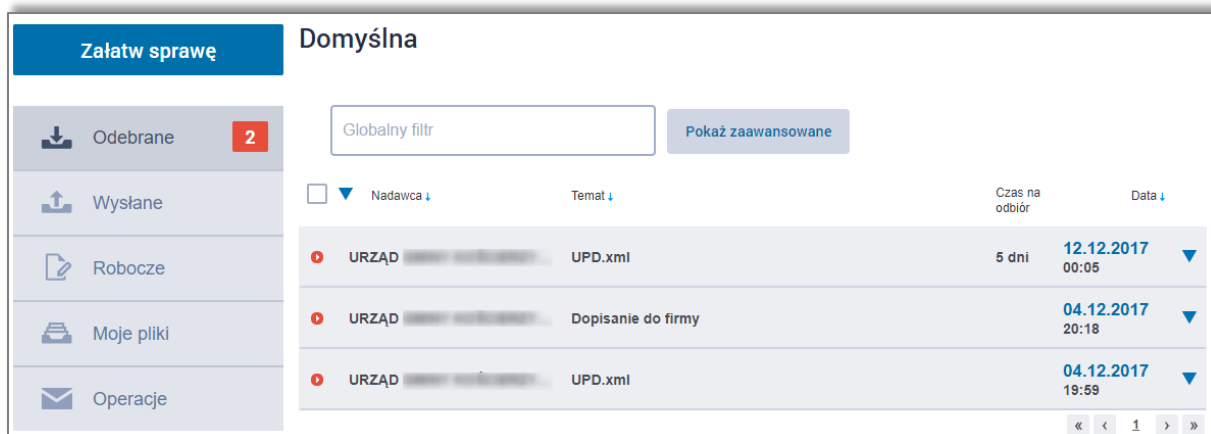 Załatw sprawę
Odebrane 2
Wysłane
Robocze
Moje pliki
Operacje
Domyślna
Globalny filtr
Pokaż zaawansowane
Nadawca ↓ Temat ↓ Czas na odbiór Data ↓
URZĄD UPD.xml 5 dni 12.12.2017
00:05
URZĄD Dopisanie do firmy 04.12.2017
20:18
URZĄD UPD.xml 04.12.2017
19:59
« ‹ 1 › »